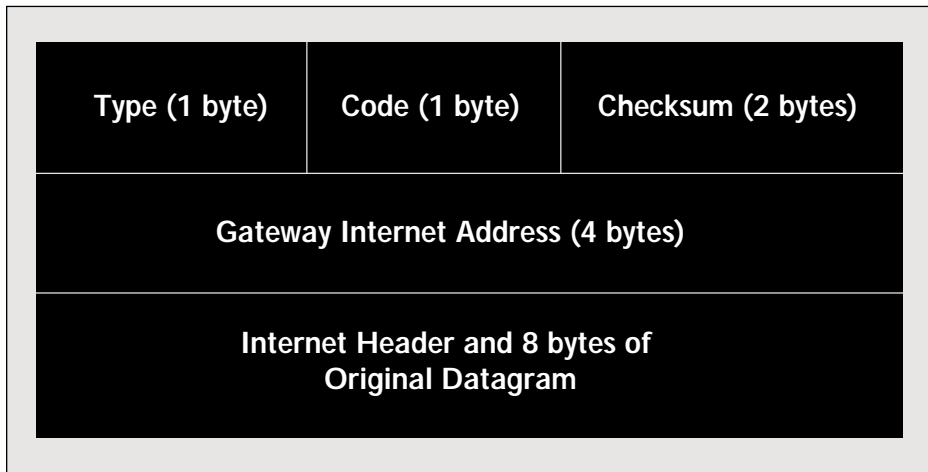 Type (1 byte)
Code (1 byte)
Checksum (2 bytes)
Gateway Internet Address (4 bytes)
Internet Header and 8 bytes of
Original Datagram